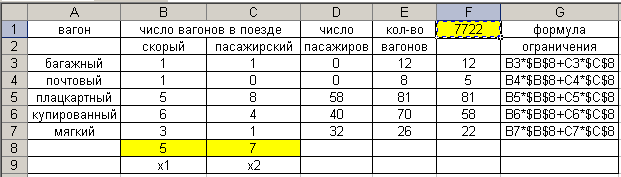 A B C D E F G
1 вагон число вагонов в поезде число кол-во 7722 формула
2 скорый пасажирский пасажиров вагонов ограничения
3 багажный 1 1 0 12 12 B3*$B$8+C3*$C$8
4 почтовый 1 0 0 8 5 B4*$B$8+C4*$C$8
5 плацкартный 5 8 58 81 81 B5*$B$8+C5*$C$8
6 купированный 6 4 40 70 58 B6*$B$8+C6*$C$8
7 мягкий 3 1 32 26 22 B7*$B$8+C7*$C$8
8 5 7
9 x1 x2